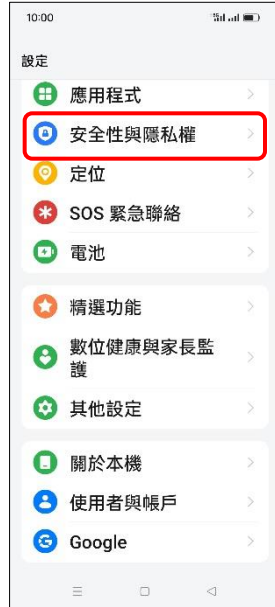 10:00
設定
應用程式
安全性與隱私權
定位
SOS 緊急聯絡
電池
精選功能
數位健康與家長監
護
其他設定
關於本機
使用者與帳戶
Google